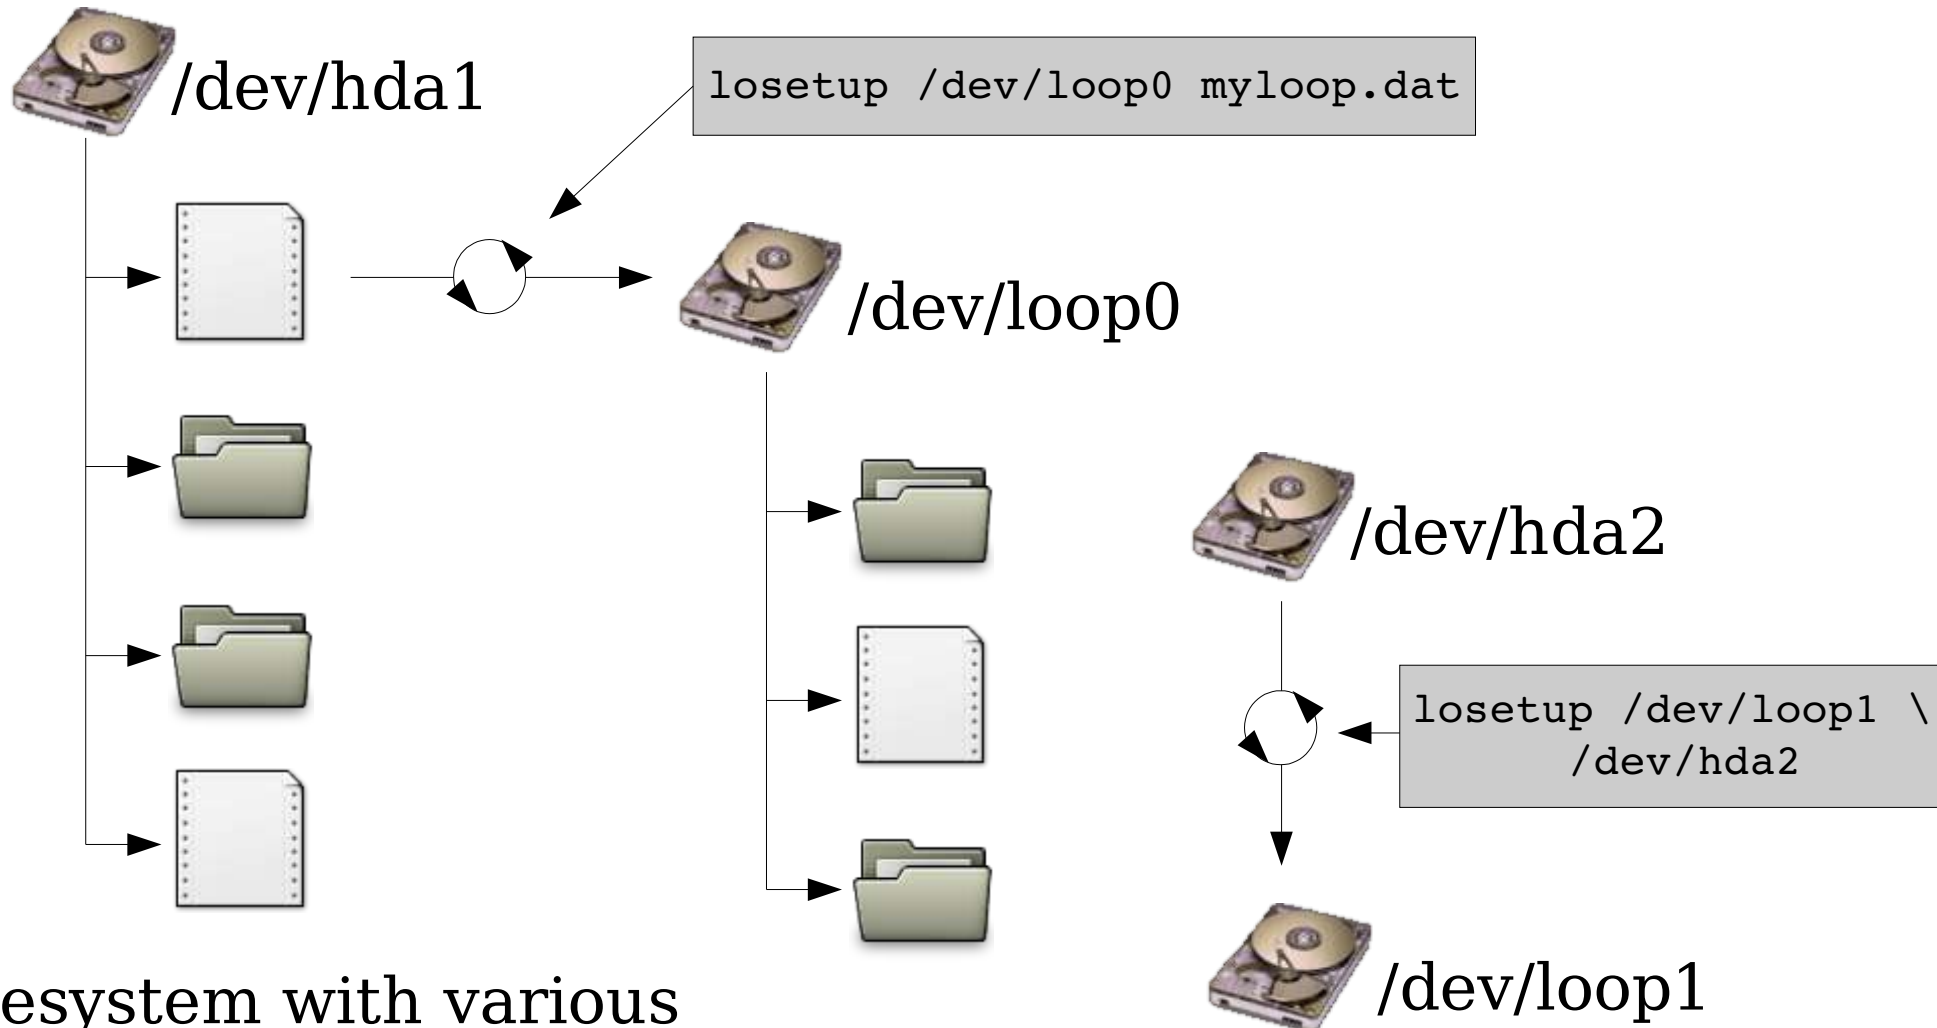 /dev/hda1
losetup /dev/loop0 myloop.dat
/dev/loop0
/dev/hda2
losetup /dev/loop1 \
/dev/hda2
/dev/loop1
esystem with various